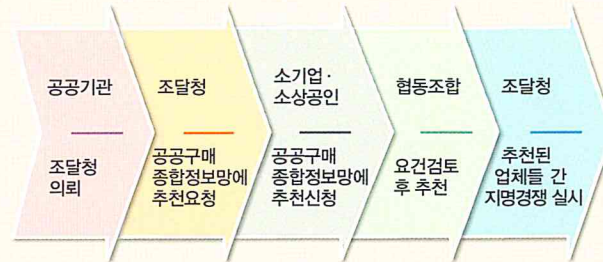 공공기관
조달청
의뢰
조달청
공공구매
종합정보망에
추천요청
소기업·
소상공인
공공구매
종합정보망에
추천신청
협동조합
요건검토
후 추천
조달청
추천된
업체들 간
지명경쟁 실시